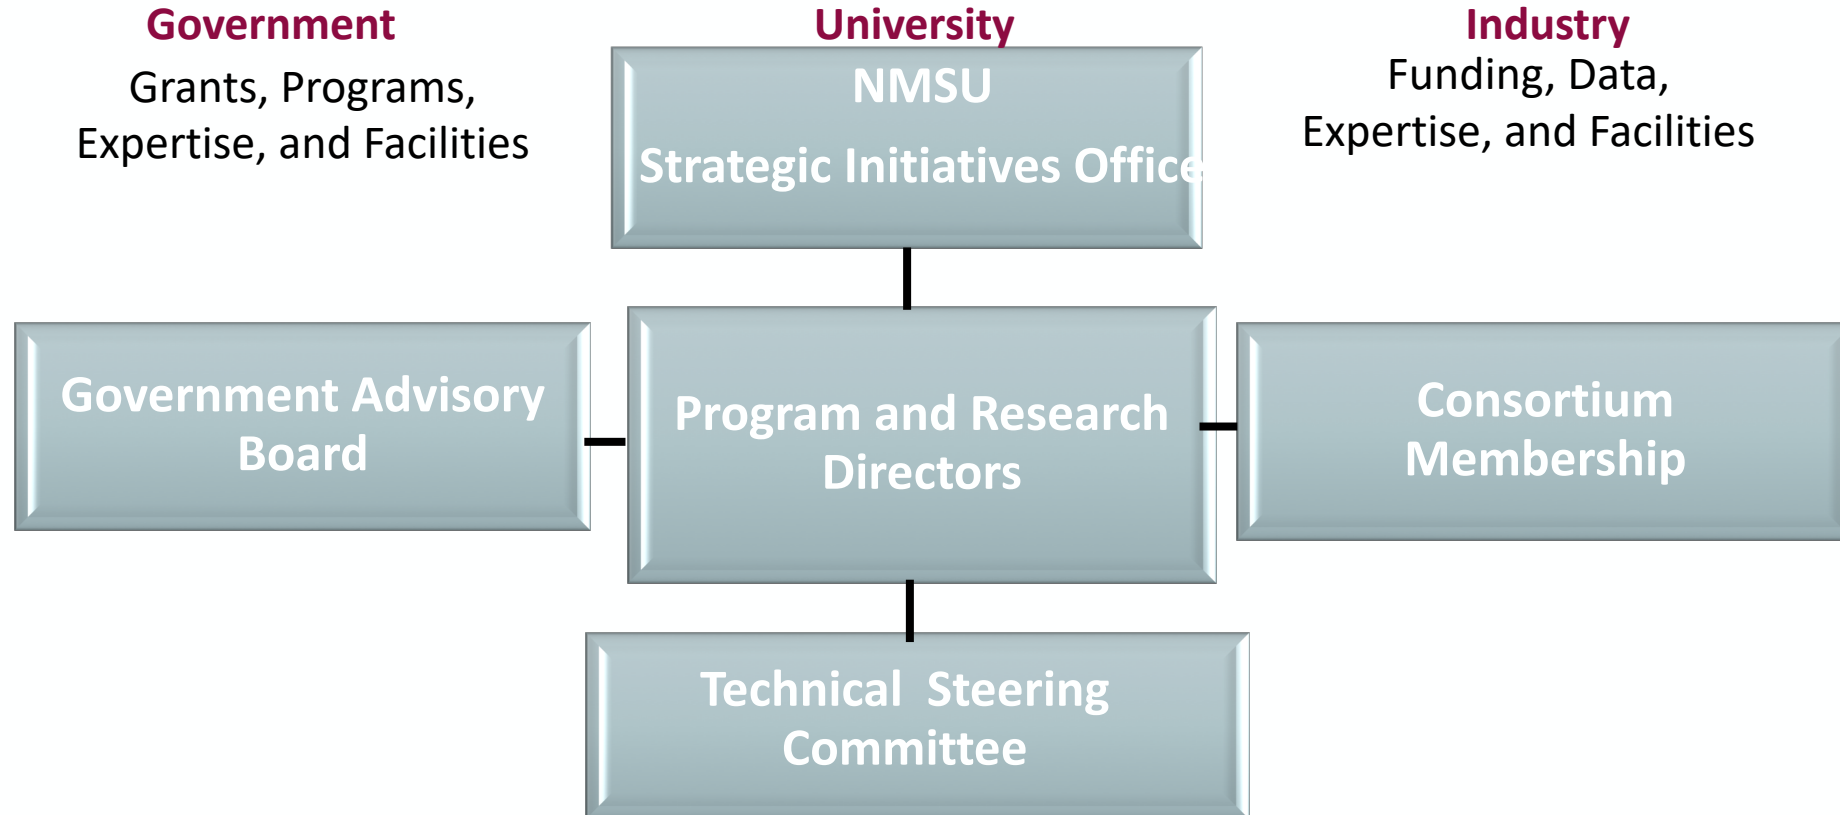 Government
Grants, Programs,
Expertise, and Facilities
University
NMSU
Strategic Initiatives Office
Industry
Funding, Data,
Expertise, and Facilities
Government Advisory
Board
Program and Research
Directors
Consortium
Membership
Technical  Steering
Committee